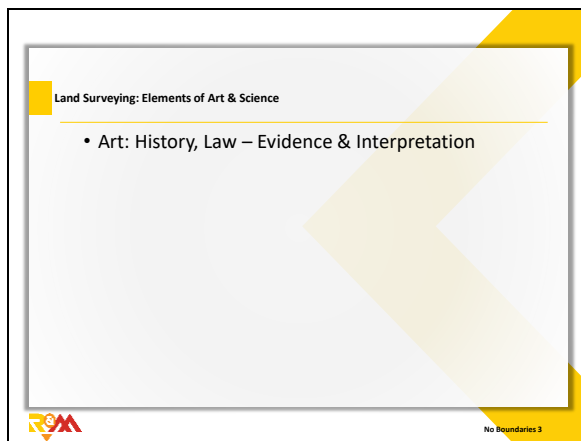 Land Surveying: Elements of Art & Science
• Art: History, Law – Evidence & Interpretation
R&M
No Boundaries 3